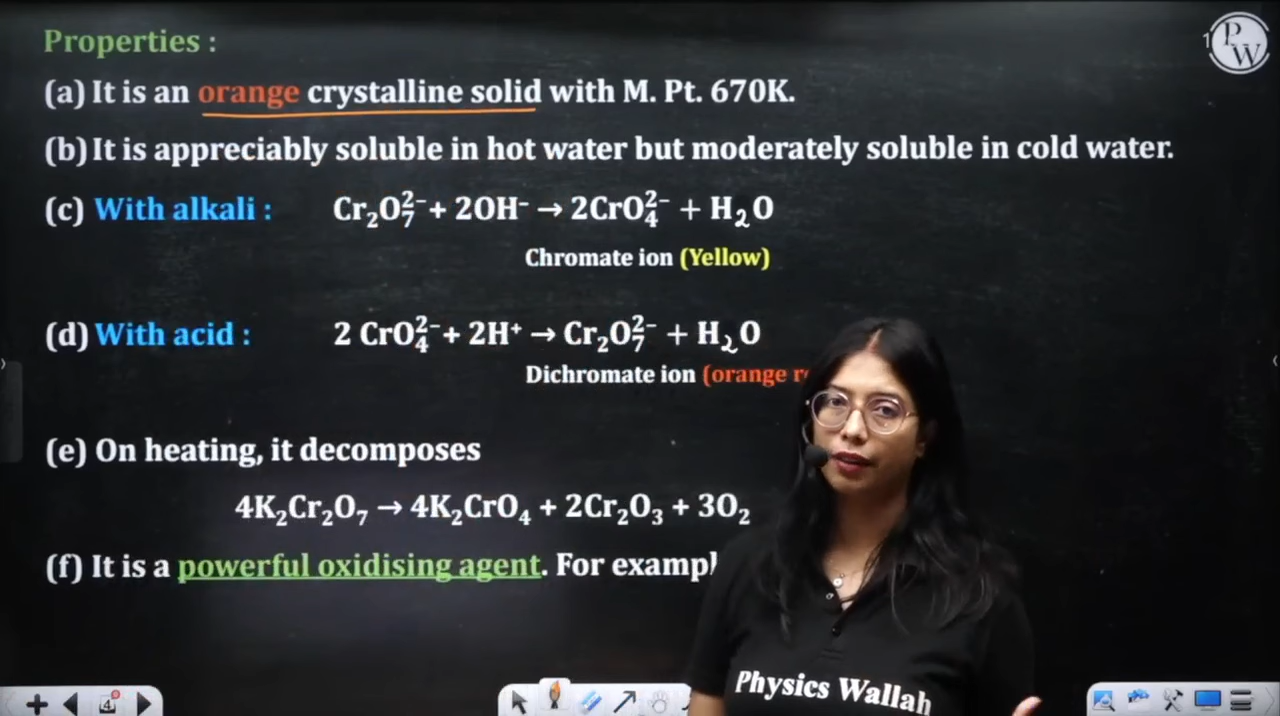 Properties :
PW
(a) It is an orange crystalline solid with M. Pt. 670K.
(b) It is appreciably soluble in hot water but moderately soluble in cold water.
(c) With alkali : Cr₂O₇²⁻ + 2OH⁻ → 2CrO₄²⁻ + H₂O
Chromate ion (Yellow)
(d) With acid : 2 CrO₄²⁻ + 2H⁺ → Cr₂O₇²⁻ + H₂O
Dichromate ion (orange
(e) On heating, it decomposes
4K₂Cr₂O₇ → 4K₂CrO₄ + 2Cr₂O₃ + 3O₂
(f) It is a powerful oxidising agent. For exampl
Physics Wallah
4